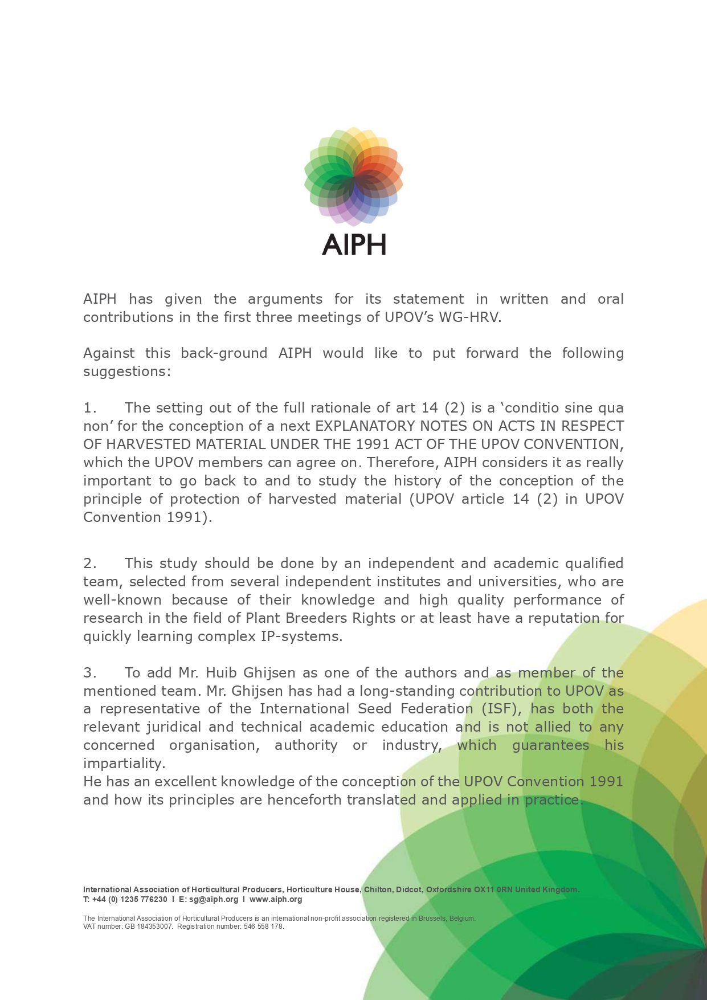 AIPH
AIPH has given the arguments for its statement in written and oral
contributions in the first three meetings of UPOV’s WG-HRV.
Against this back-ground AIPH would like to put forward the following
suggestions:
1. The setting out of the full rationale of art 14 (2) is a ‘conditio sine qua
non’ for the conception of a next EXPLANATORY NOTES ON ACTS IN RESPECT
OF HARVESTED MATERIAL UNDER THE 1991 ACT OF THE UPOV CONVENTION,
which the UPOV members can agree on. Therefore, AIPH considers it as really
important to go back to and to study the history of the conception of the
principle of protection of harvested material (UPOV article 14 (2) in UPOV
Convention 1991).
2. This study should be done by an independent and academic qualified
team, selected from several independent institutes and universities, who are
well-known because of their knowledge and high quality performance of
research in the field of Plant Breeders Rights or at least have a reputation for
quickly learning complex IP-systems.
3. To add Mr. Huib Ghijsen as one of the authors and as member of the
mentioned team. Mr. Ghijsen has had a long-standing contribution to UPOV as
a representative of the International Seed Federation (ISF), has both the
relevant juridical and technical academic education and is not allied to any
concerned organisation, authority or industry, which guarantees his
impartiality.
He has an excellent knowledge of the conception of the UPOV Convention 1991
and how its principles are henceforth translated and applied in practice.
International Association of Horticultural Producers, Horticulture House, Chilton, Didcot, Oxfordshire OX11 0RN United Kingdom.
T: +44 (0) 1235 776230 I E: sg@aiph.org I www.aiph.org
The International Association of Horticultural Producers is an international non-profit association registered in Brussels, Belgium.
VAT number: GB 184353007. Registration number: 546 558 178.